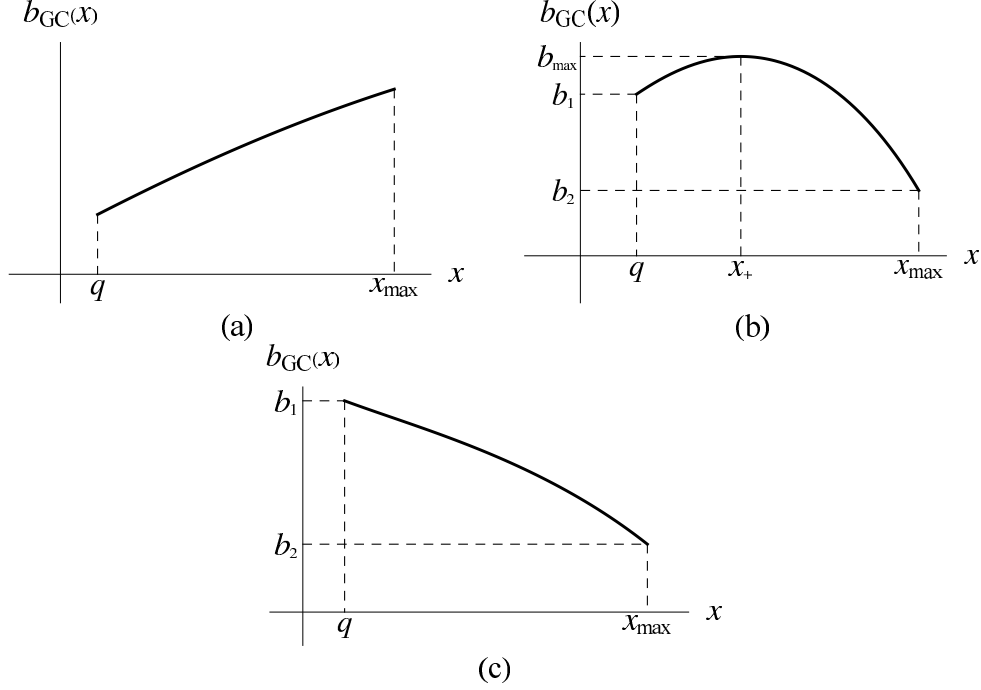 b_GC(x)
x
q
x_max
(a)
b_GC(x)
b_max
b_1
b_2
q
x_+
x_max
x
(b)
b_GC(x)
b_1
b_2
q
x_max
x
(c)